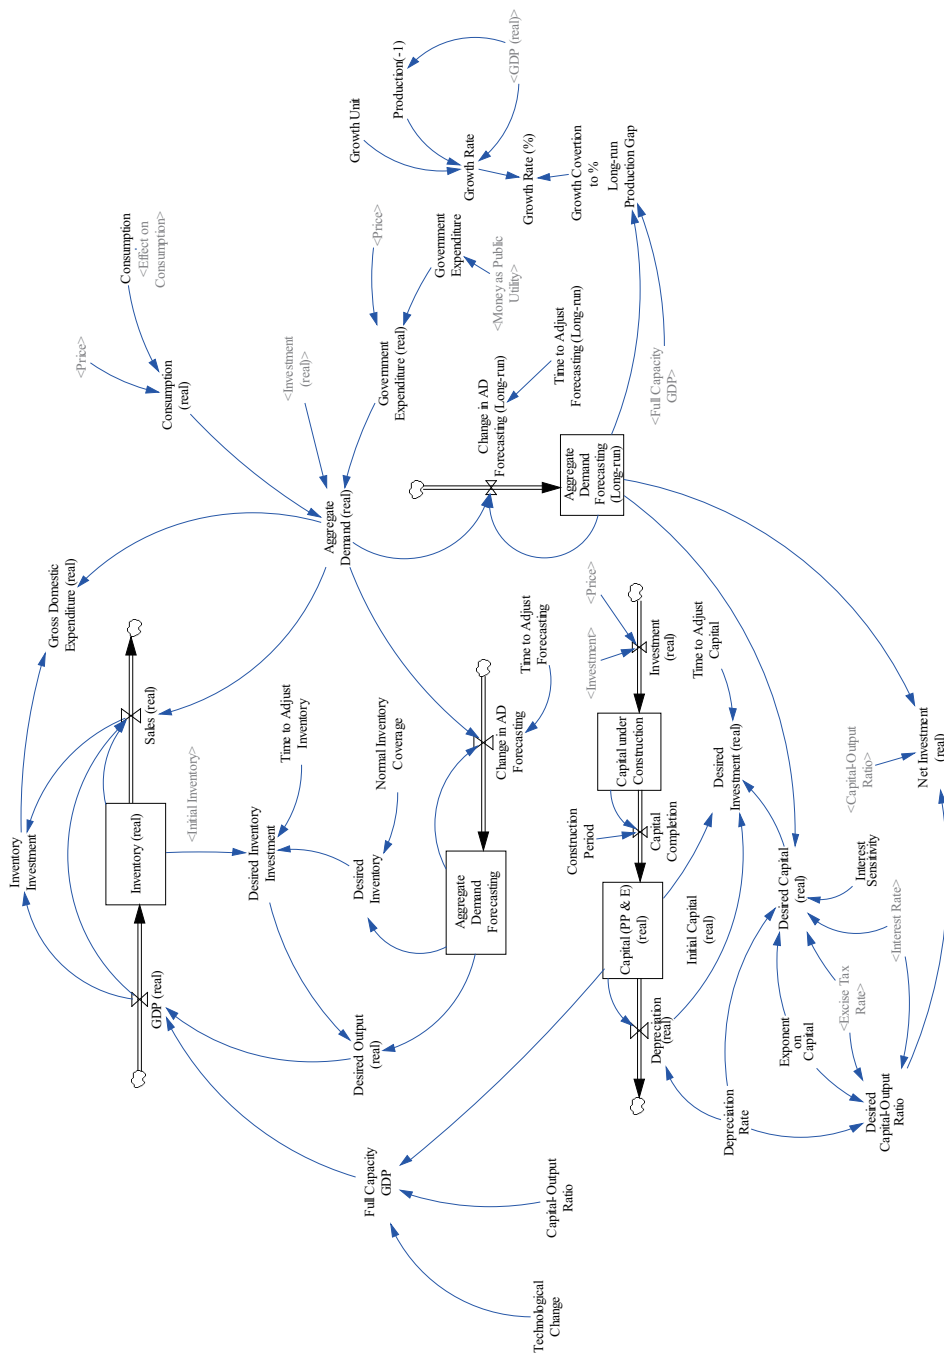 Growth Unit
Production(-1)
<GDP (real)>
Growth Rate
Growth Rate (%)
Growth Covertion
to %
Long-run
Production Gap
Consumption
<Effect on
Consumption>
<Price>
Consumption
(real)
<Price>
Government
Expenditure
<Money as Public
Utility>
<Investment
(real)>
Government
Expenditure (real)
Change in AD
Forecasting (Long-run)
Time to Adjust
Forecasting (Long-run)
<Full Capacity
GDP>
Aggregate
Demand (real)
Aggregate
Demand
Forecasting
(Long-run)
Gross Domestic
Expenditure (real)
Sales (real)
Time to Adjust
Forecasting
Change in AD
Forecasting
<Price>
<Investment>
Investment
(real)
Time to Adjust
Capital
Inventory
Investment
Inventory (real)
<Initial Inventory>
Time to Adjust
Inventory
Normal Inventory
Coverage
Desired Inventory
Investment
Desired
Inventory
Aggregate
Demand
Forecasting
Capital under
Construction
Desired
Investment (real)
<Capital-Output
Ratio>
Net Investment
(real)
Construction
Period
Capital
Completion
GDP (real)
Desired Output
(real)
Capital (PP & E)
(real)
Initial Capital
(real)
Desired Capital
(real)
Interest
Sensitivity
<Interest Rate>
Depreciation
(real)
Exponent
on
Capital
<Excise Tax
Rate>
Depreciation
Rate
Desired
Capital-Output
Ratio
Full Capacity
GDP
Capital-Output
Ratio
Technological
Change